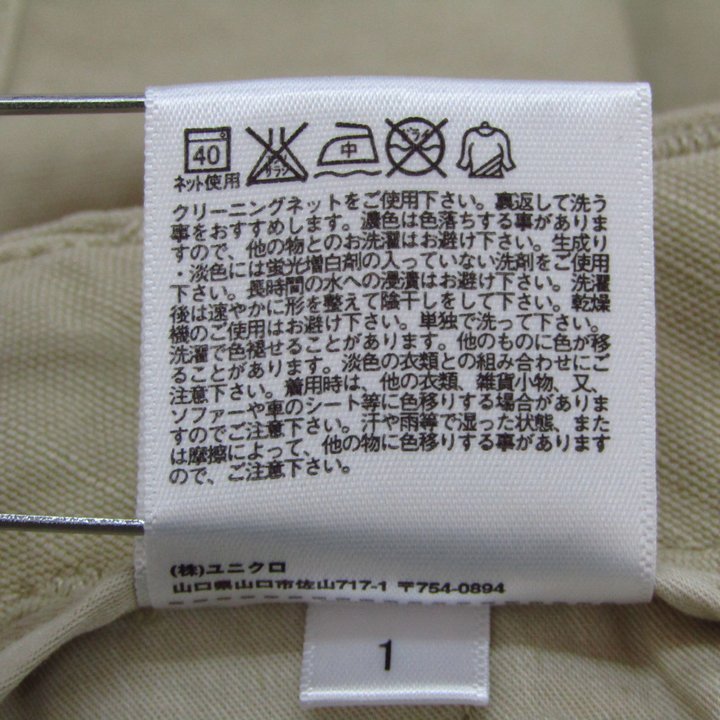 40
エンソ
サラシ
中
ドライ
ネット使用
クリーニングネットをご使用下さい。裏返して洗う
事をおすすめします。濃色は色落ちする事がありま
すので、他の物とのお洗濯はお避け下さい。生成り
・淡色には蛍光増白剤の入っていない洗剤をご使用
下さい。長時間の水への浸漬はお避け下さい。洗濯
後は速やかに形を整えて陰干しをして下さい。乾燥
機のご使用はお避け下さい。単独で洗って下さい。
洗濯で色褪せることがあります。他のものに色が移
ることがあります。淡色の衣類との組み合わせにご
注意下さい。着用時は、他の衣類、雑貨小物、又、
ソファーや車のシート等に色移りする場合がありま
すのでご注意下さい。汗や雨等で湿った状態、また
は摩擦によって、他の物に色移りする事があります
ので、ご注意下さい。
(株)ユニクロ
山口県山口市佐山717-1 〒754-0894
1